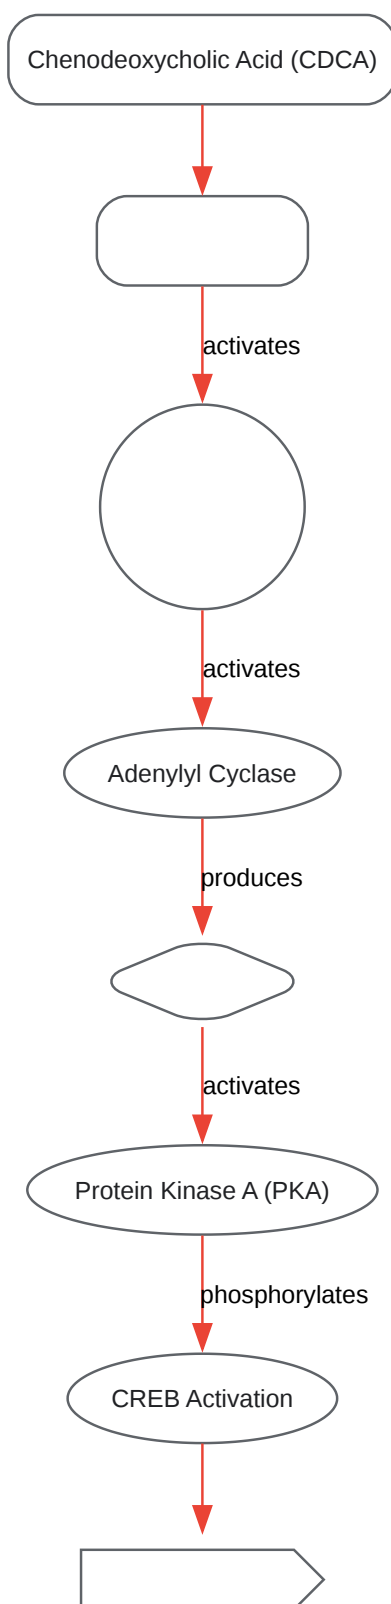 Chenodeoxycholic Acid (CDCA)
activates
activates
Adenylyl Cyclase
produces
activates
Protein Kinase A (PKA)
phosphorylates
CREB Activation